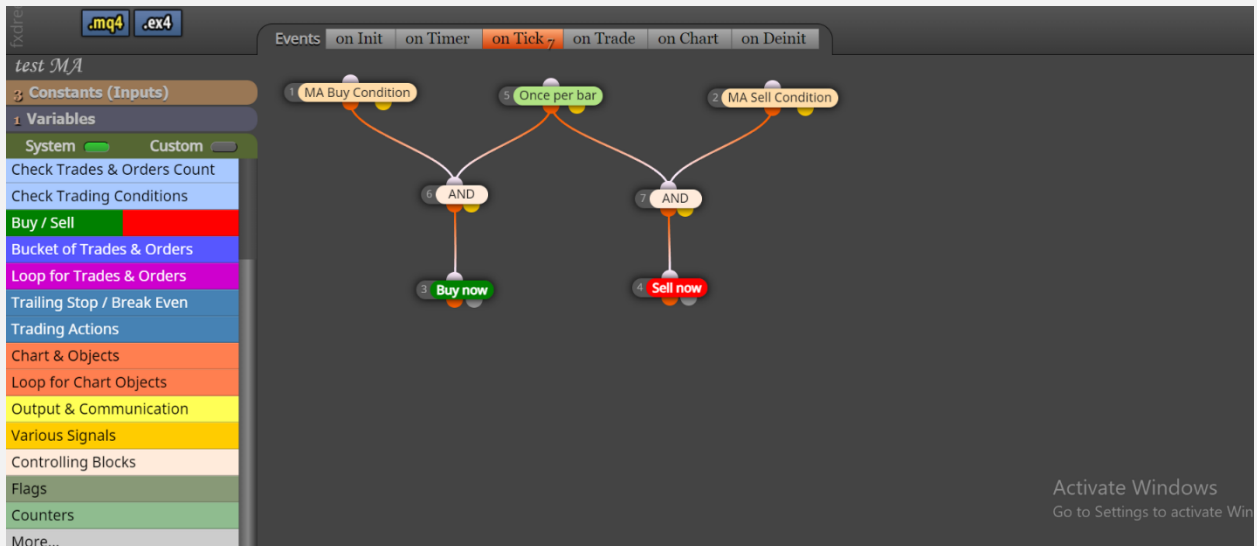 fxdree
.mq4 .ex4
Events on Init on Timer on Tick 7 on Trade on Chart on Deinit
test MA
3 Constants (Inputs)
1 Variables
System Custom
Check Trades & Orders Count
Check Trading Conditions
Buy / Sell
Bucket of Trades & Orders
Loop for Trades & Orders
Trailing Stop / Break Even
Trading Actions
Chart & Objects
Loop for Chart Objects
Output & Communication
Various Signals
Controlling Blocks
Flags
Counters
More...
1 MA Buy Condition
5 Once per bar
2 MA Sell Condition
6 AND
7 AND
3 Buy now
4 Sell now
Activate Windows
Go to Settings to activate Win